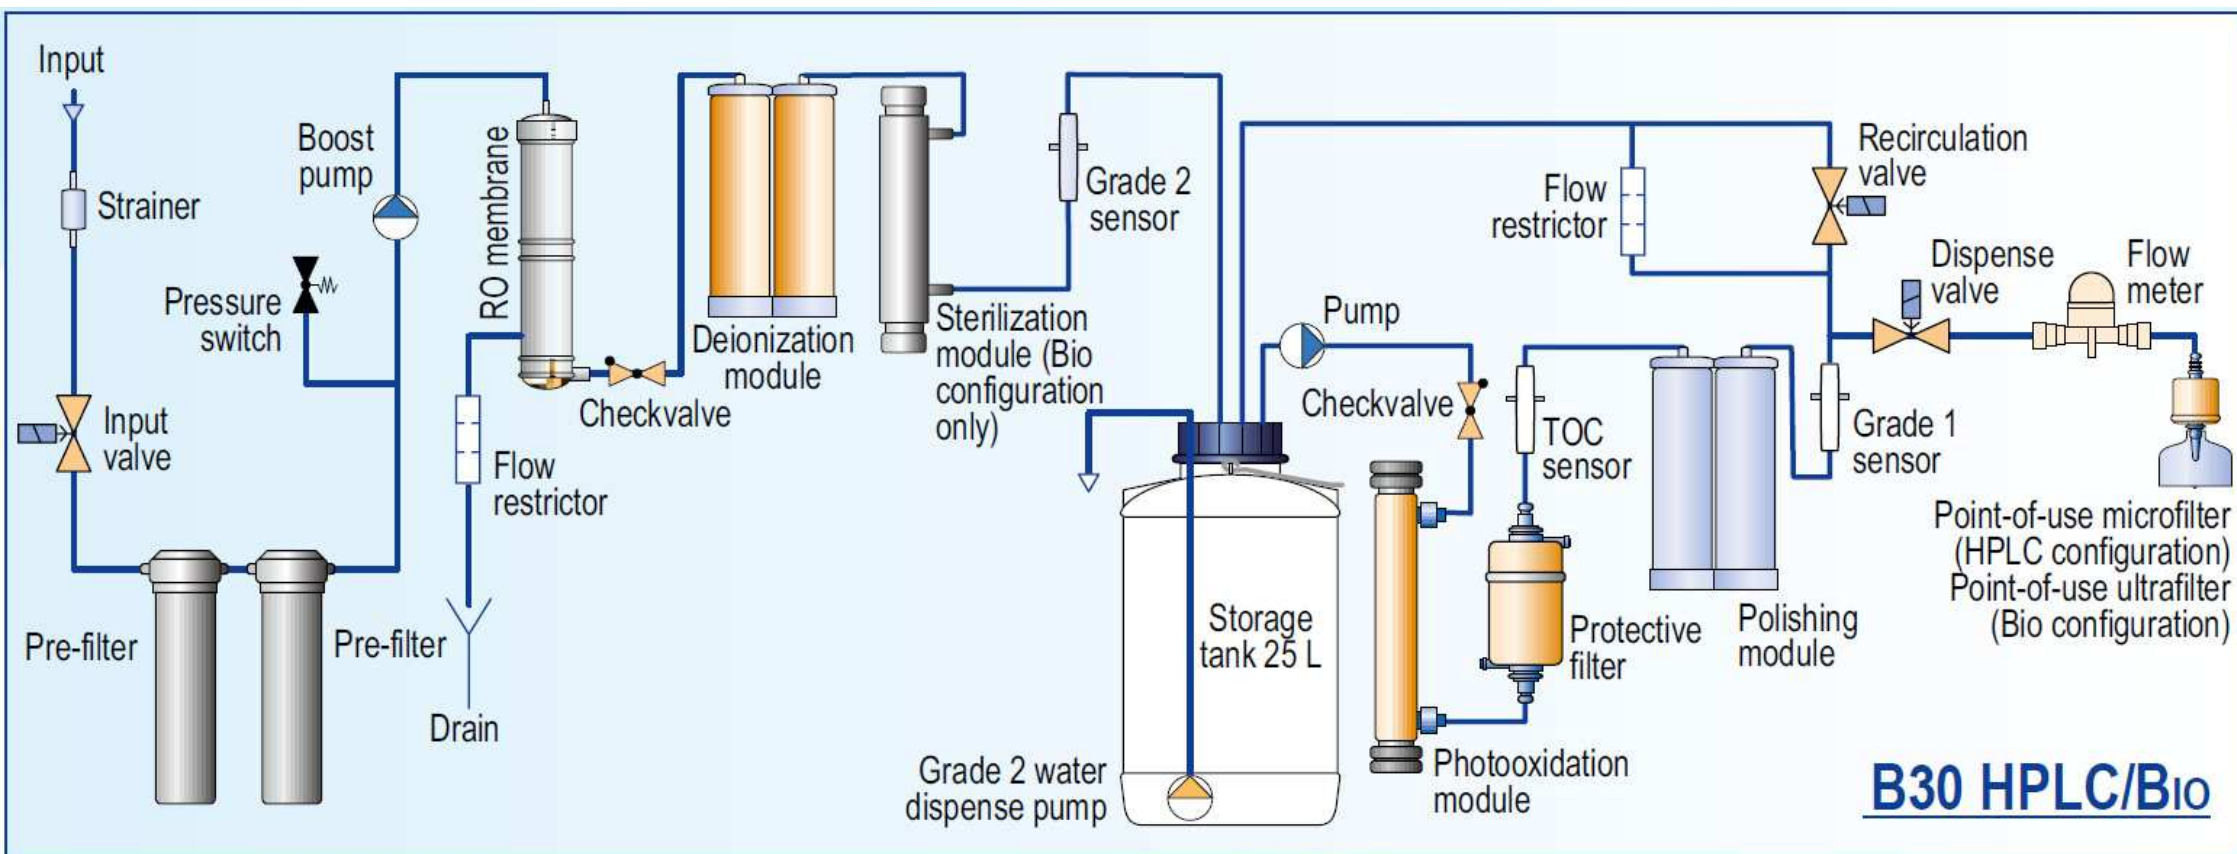 Input
Strainer
Boost
pump
Pressure
switch
Input
valve
Pre-filter
Pre-filter
RO membrane
Flow
restrictor
Drain
Checkvalve
Deionization
module
Sterilization
module (Bio
configuration
only)
Grade 2
sensor
Storage
tank 25 L
Grade 2 water
dispense pump
Pump
Checkvalve
Photooxidation
module
TOC
sensor
Protective
filter
Polishing
module
Grade 1
sensor
Flow
restrictor
Recirculation
valve
Dispense
valve
Flow
meter
Point-of-use microfilter
(HPLC configuration)
Point-of-use ultrafilter
(Bio configuration)
B30 HPLC/BIO